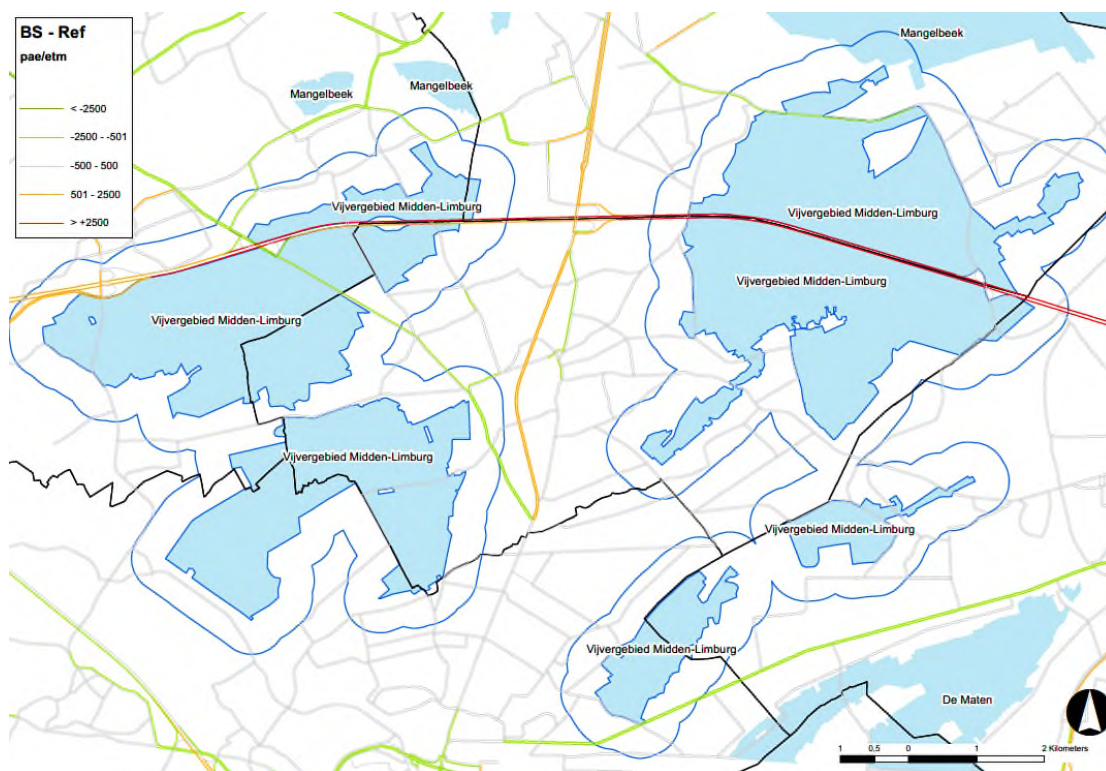 BS - Ref
pae/etm
< -2500
-2500 - -501
-500 - 500
501 - 2500
> +2500
Mangelbeek
Mangelbeek
Mangelbeek
Vijvergebied Midden-Limburg
Vijvergebied Midden-Limburg
Vijvergebied Midden-Limburg
Vijvergebied Midden-Limburg
Vijvergebied Midden-Limburg
Vijvergebied Midden-Limburg
Vijvergebied Midden-Limburg
De Maten
1 0.5 0 1 2 Kilometers